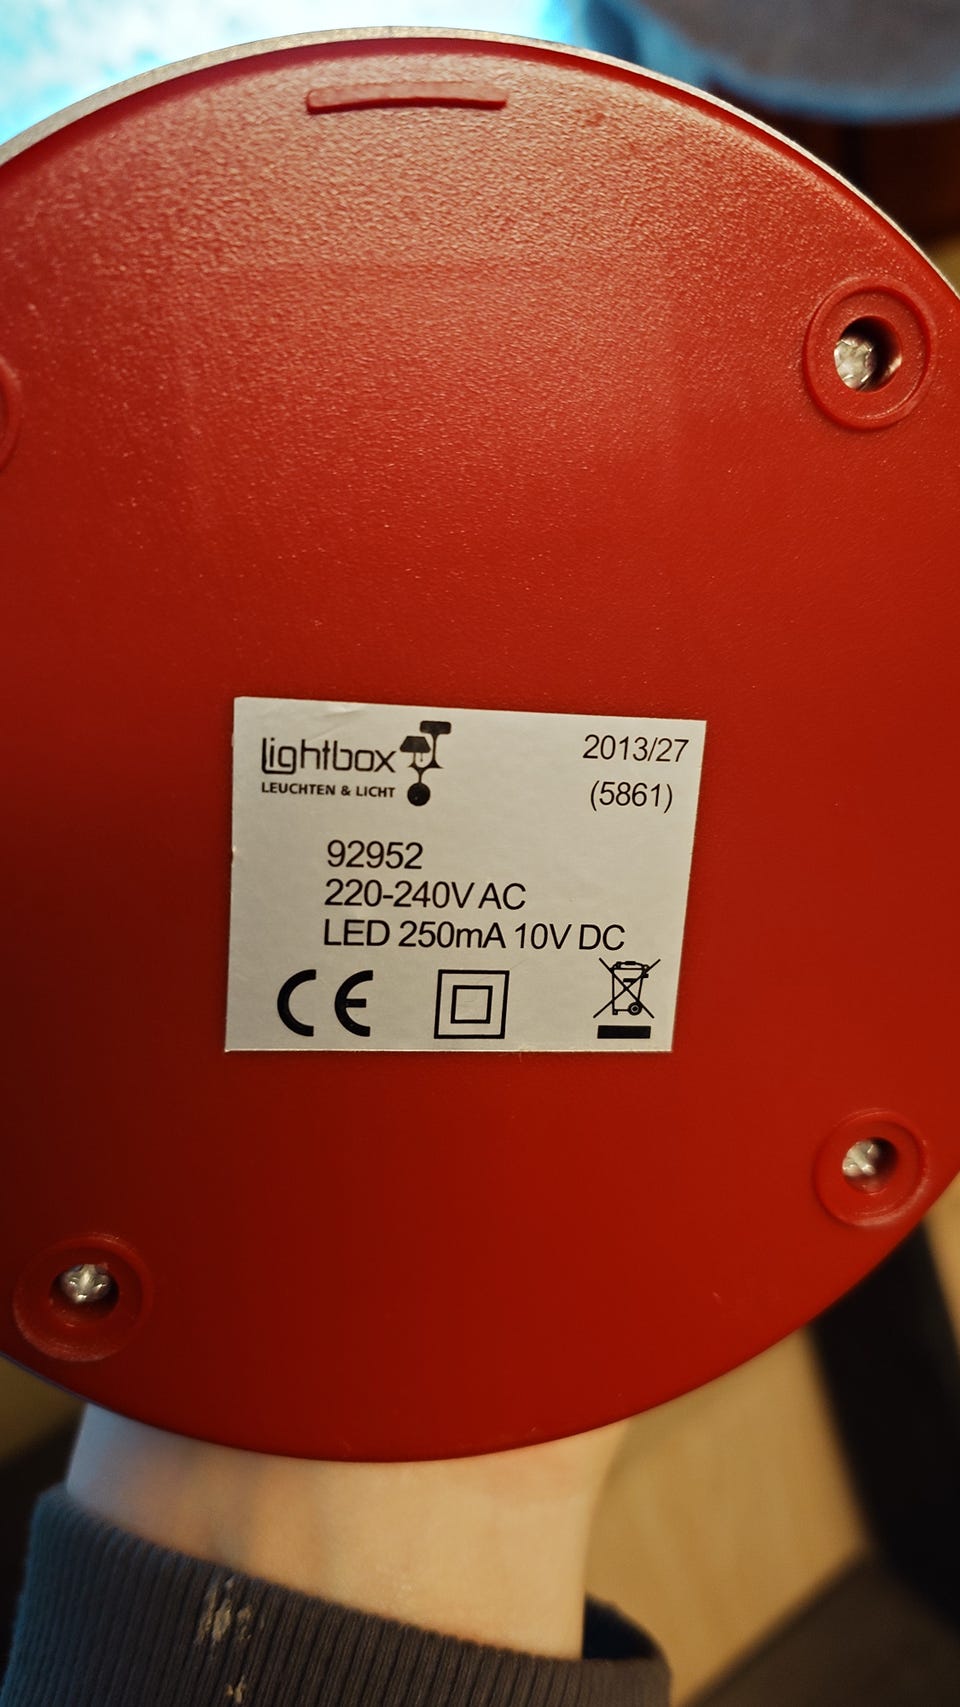 lightbox
LEUCHTEN & LICHT
2013/27
(5861)
92952
220-240V AC
LED 250mA 10V DC
CE